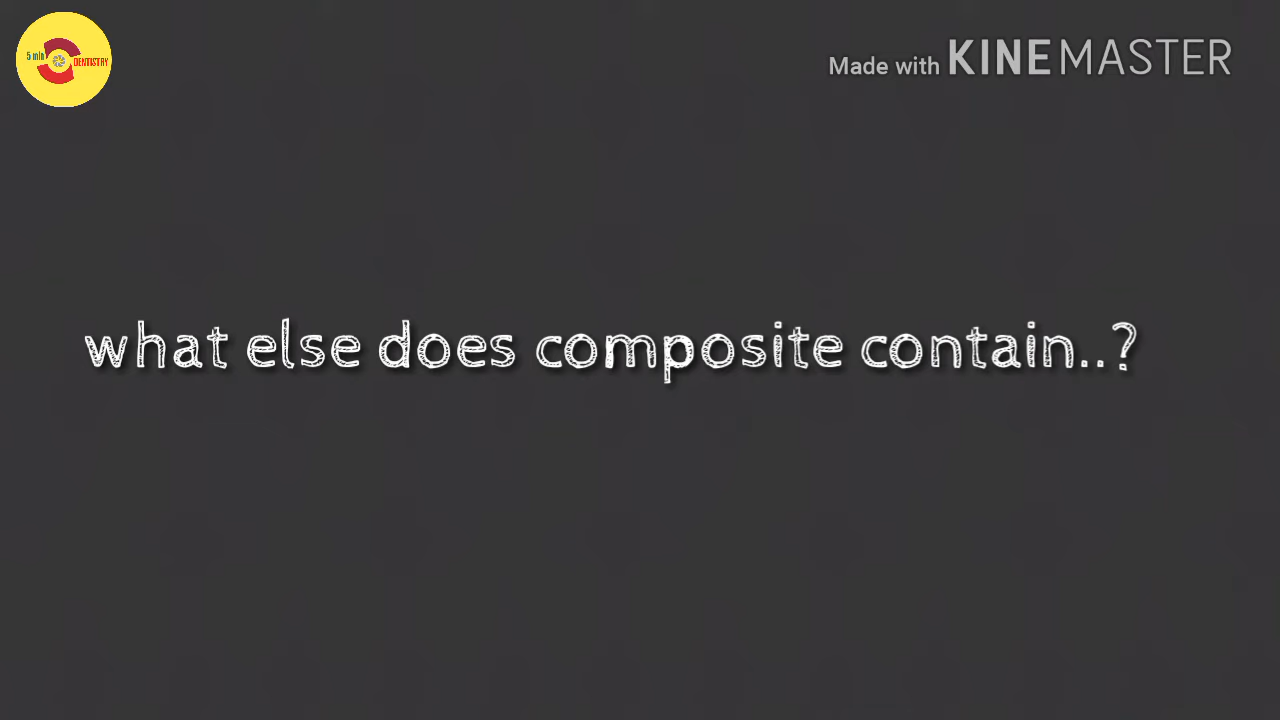 5 min
DENTISTRY
Made with KINEMASTER
what else does composite contain..?